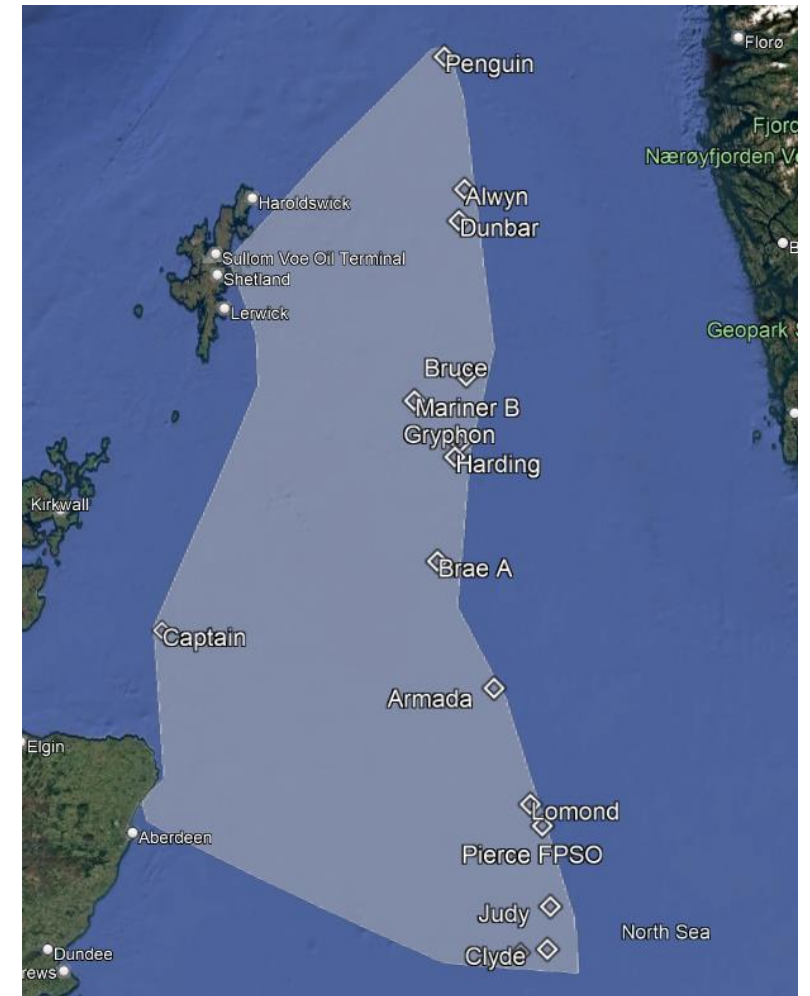 Florø
Penguin
Fjord
Nærøyfjorden V
Alwyn
Haroldswick
Dunbar
B
Sullom Voe Oil Terminal
Shetland
Lerwick
Geopark S
Bruce
Mariner B
Gryphon
Harding
Kirkwall
Brae A
Captain
Armada
Elgin
Lomond
Aberdeen
Pierce FPSO
Judy
North Sea
Clyde
Dundee
rews